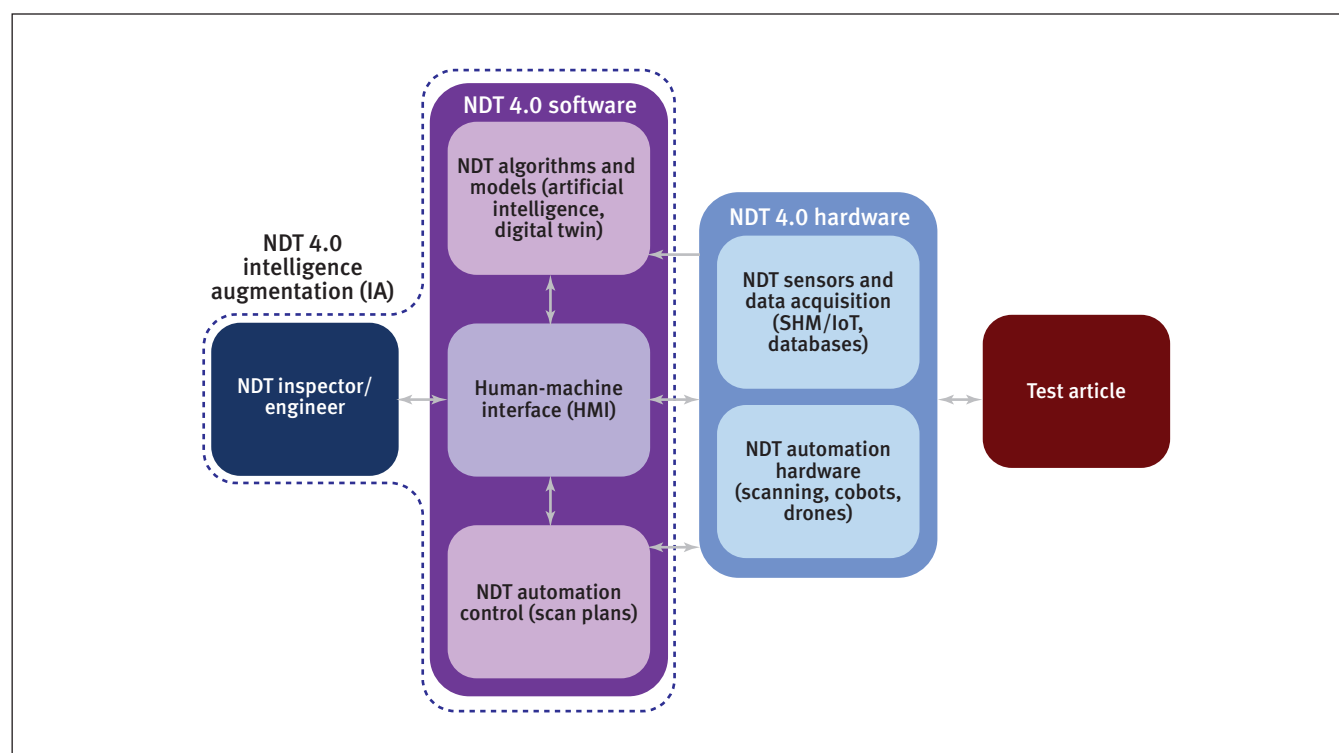 NDT 4.0
intelligence
augmentation (IA)
NDT inspector/
engineer
NDT 4.0 software
NDT algorithms and
models (artificial
intelligence,
digital twin)
Human-machine
interface (HMI)
NDT automation
control (scan plans)
NDT 4.0 hardware
NDT sensors and
data acquisition
(SHM/IoT,
databases)
NDT automation
hardware
(scanning, cobots,
drones)
Test article